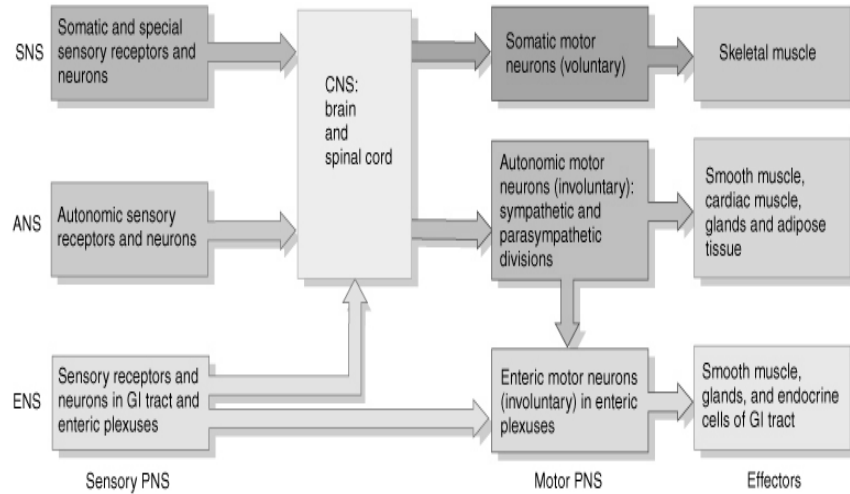 SNS
Somatic and special
sensory receptors and
neurons
CNS:
brain
and
spinal cord
Somatic motor
neurons (voluntary)
Skeletal muscle
ANS
Autonomic sensory
receptors and neurons
Autonomic motor
neurons (involuntary):
sympathetic and
parasympathetic
divisions
Smooth muscle,
cardiac muscle,
glands and adipose
tissue
ENS
Sensory receptors and
neurons in GI tract and
enteric plexuses
Enteric motor neurons
(involuntary) in enteric
plexuses
Smooth muscle,
glands, and endocrine
cells of GI tract
Sensory PNS
Motor PNS
Effectors